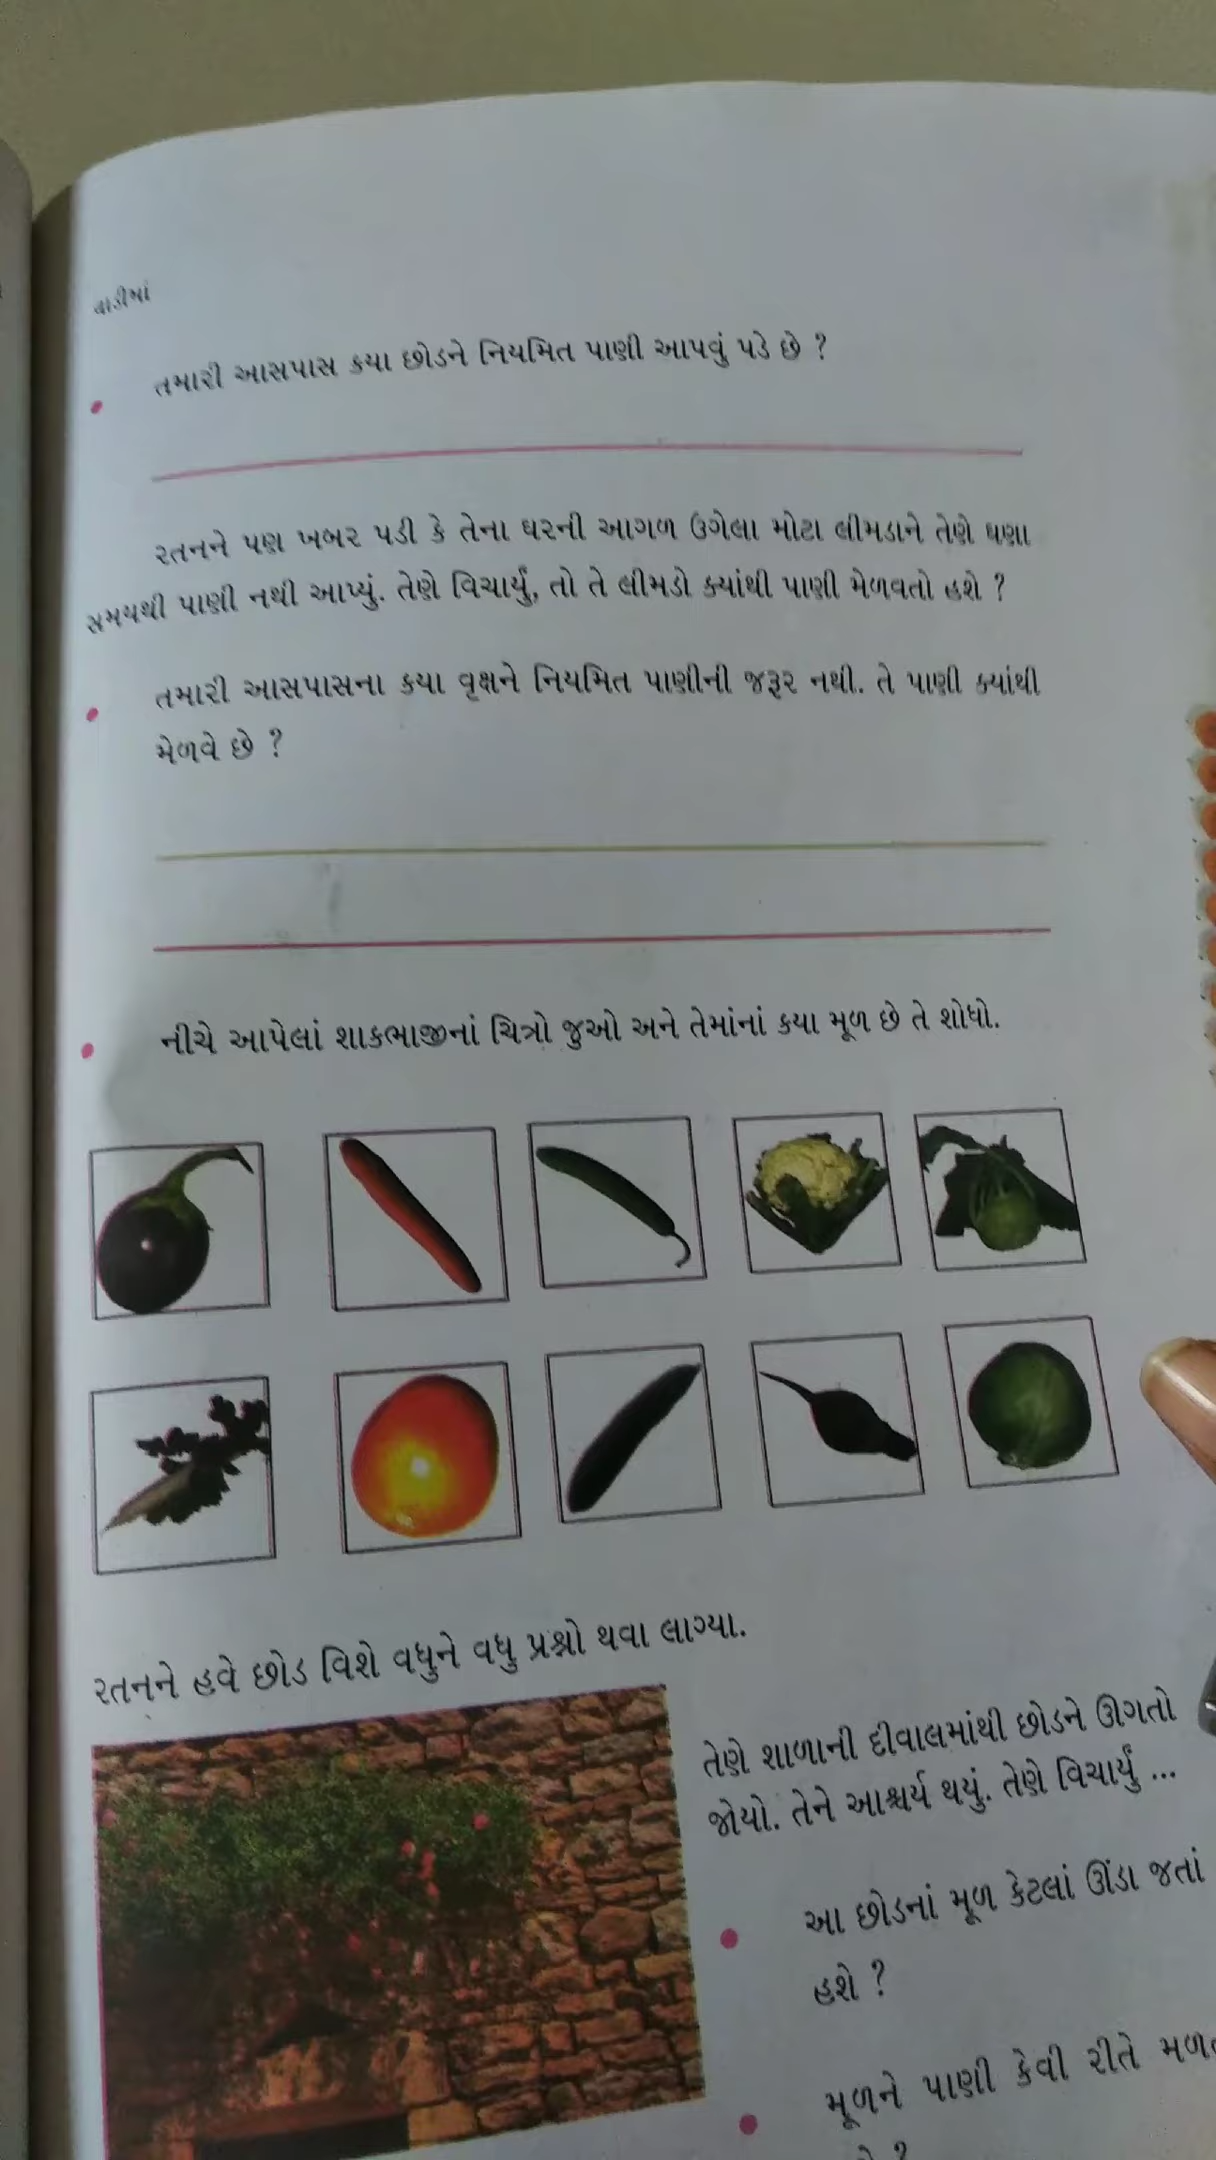 વાડીમાં
તમારી આસપાસ કયા છોડને નિયમિત પાણી આપવું પડે છે ?
રતનને પણ ખબર પડી કે તેના ઘરની આગળ ઉગેલા મોટા લીમડાને તેણે ઘણા
સમયથી પાણી નથી આપ્યું. તેણે વિચાર્યું, તો તે લીમડો ક્યાંથી પાણી મેળવતો હશે ?
તમારી આસપાસના કયા વૃક્ષને નિયમિત પાણીની જરૂર નથી. તે પાણી ક્યાંથી
મેળવે છે ?
નીચે આપેલાં શાકભાજીનાં ચિત્રો જુઓ અને તેમાંનાં કયા મૂળ છે તે શોધો.
રતનને હવે છોડ વિશે વધુને વધુ પ્રશ્નો થવા લાગ્યા.
તેણે શાળાની દીવાલમાંથી છોડને ઊગતો
જોયો. તેને આશ્ચર્ય થયું. તેણે વિચાર્યું ...
આ છોડનાં મૂળ કેટલાં ઊંડા જતાં
હશે ?
મૂળને પાણી કેવી રીતે